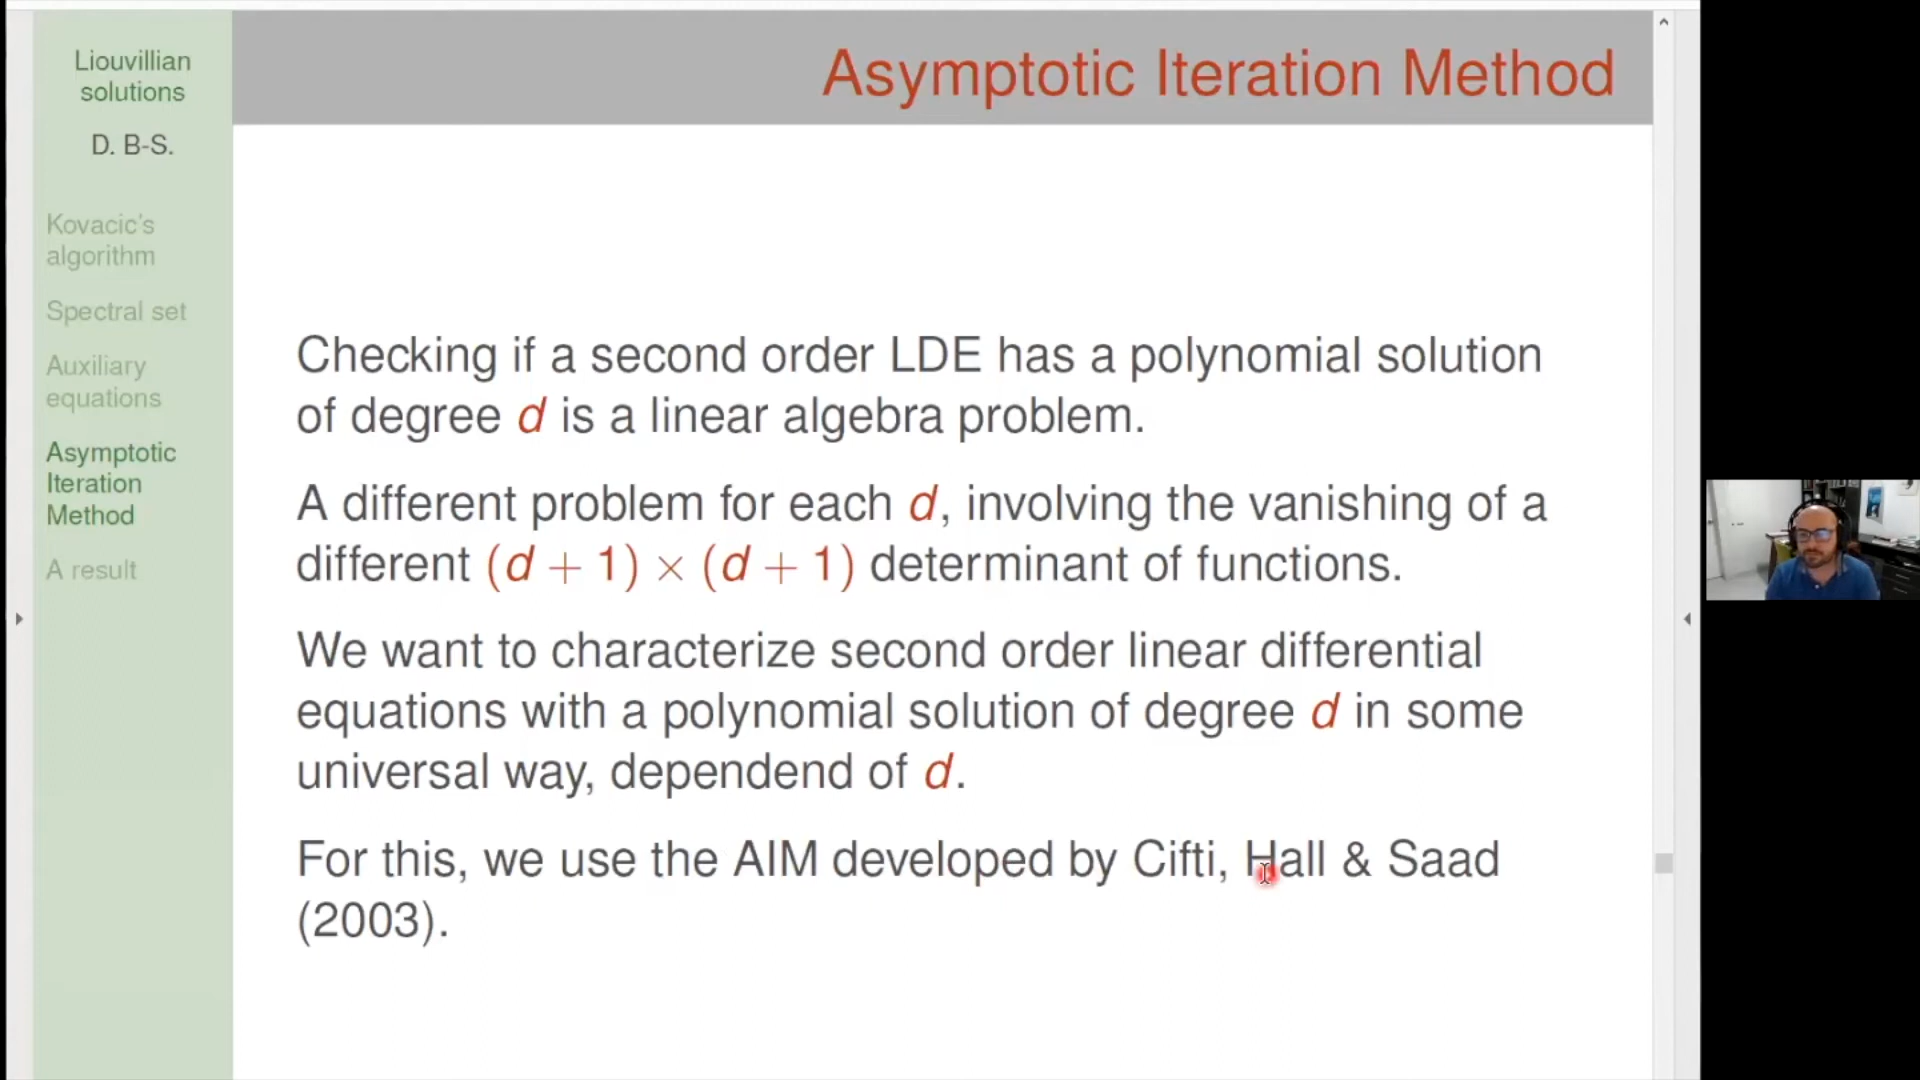 Liouvillian
solutions
D. B-S.
Kovacic's
algorithm
Spectral set
Auxiliary
equations
Asymptotic
Iteration
Method
A result
Asymptotic Iteration Method
Checking if a second order LDE has a polynomial solution
of degree d is a linear algebra problem.
A different problem for each d, involving the vanishing of a
different (d + 1) × (d + 1) determinant of functions.
We want to characterize second order linear differential
equations with a polynomial solution of degree d in some
universal way, dependend of d.
For this, we use the AIM developed by Cifti, Hall & Saad
(2003).